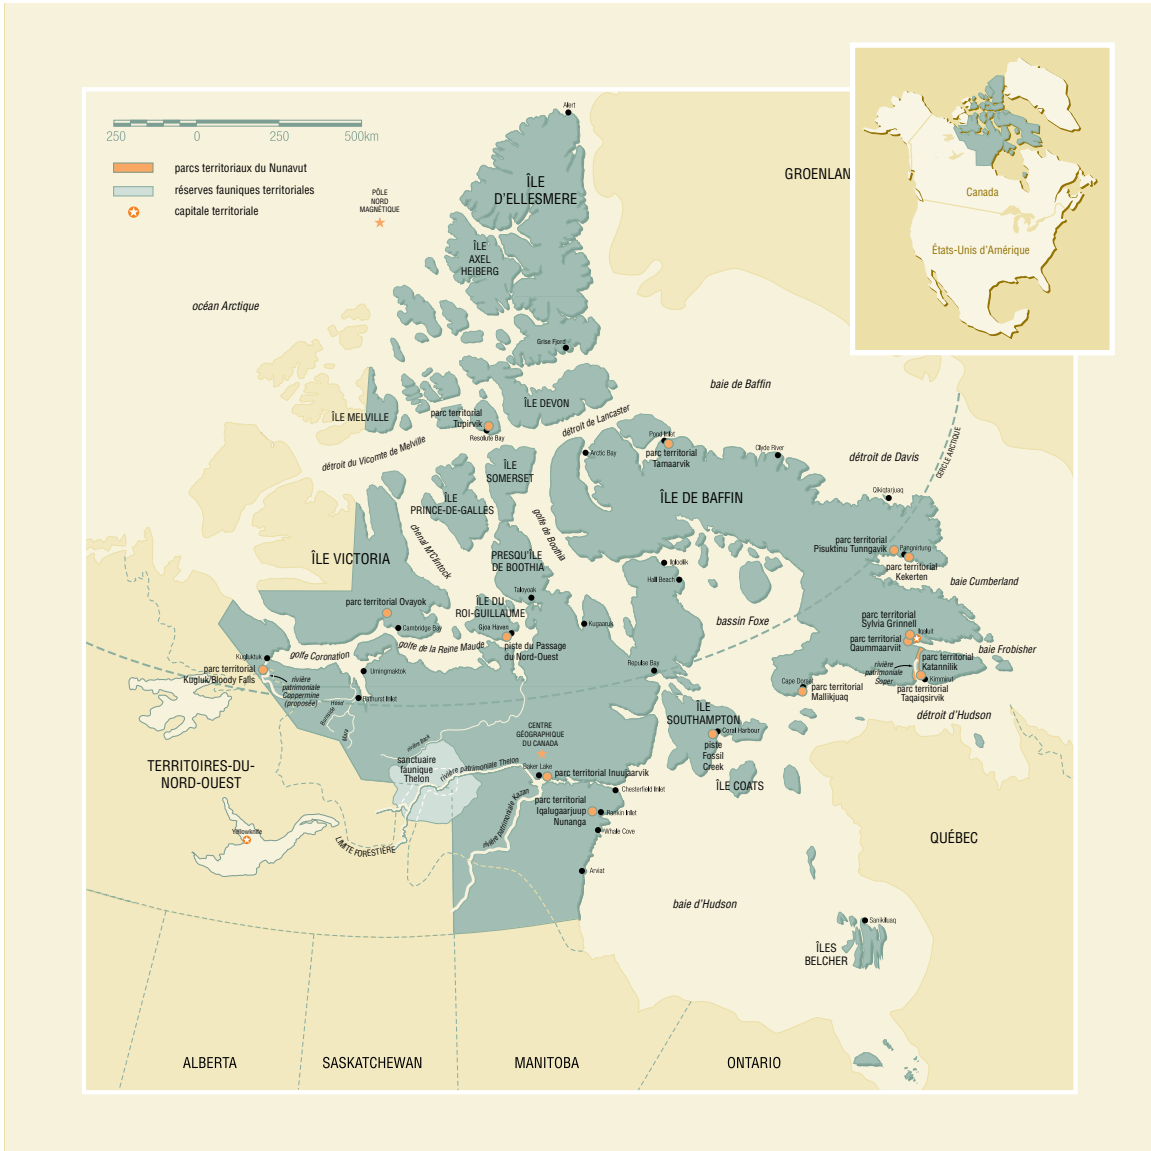 Alert
250 0 250 500km
parcs territoriaux du Nunavut
réserves fauniques territoriales
capitale territoriale
PÔLE
NORD
MAGNÉTIQUE
GROENLAN
Canada
États-Unis d'Amérique
ÎLE
D'ELLESMERE
ÎLE
AXEL
HEIBERG
océan Arctique
Grise Fjord
baie de Baffin
ÎLE DEVON
ÎLE MELVILLE
parc territorial
Tupirvik
Resolute Bay
détroit de Lancaster
détroit du Vicomte de Melville
Pond Inlet
parc territorial
Tamaarvik
Arctic Bay
Clyde River
détroit de Davis
CERCLE ARCTIQUE
ÎLE
SOMERSET
ÎLE
PRINCE-DE-GALLES
ÎLE DE BAFFIN
Qikiqtarjuaq
golfe de Boothia
chenal M'Clintock
ÎLE VICTORIA
PRESQU'ÎLE
DE BOOTHIA
parc territorial
Pisuktinu Tunngavik
Pangnirtung
parc territorial
Kekerten
baie Cumberland
Igloolik
Hall Beach
Taloyoak
parc territorial Ovayok
ÎLE DU
ROI-GUILLAUME
Gjoa Haven
Cambridge Bay
Kugaaruk
bassin Foxe
parc territorial
Sylvia Grinnell
Iqaluit
parc territorial
Qaummaarviit
baie Frobisher
golfe de la Reine Maude
piste du Passage
du Nord-Ouest
golfe Coronation
Kugluktuk
parc territorial
Kugluk/Bloody Falls
rivière
patrimoniale
Coppermine
(proposée)
Umingmaktok
Bathurst Inlet
Hood
Burnside
Mara
Repulse Bay
parc territorial
Katannilik
rivière
patrimoniale
Soper
Kimmirut
parc territorial
Taqaiqsirvik
Cape Dorset
parc territorial
Mallikjuaq
détroit d'Hudson
ÎLE
SOUTHAMPTON
Coral Harbour
piste
Fossil
Creek
ÎLE COATS
CENTRE
GÉOGRAPHIQUE
DU CANADA
rivière Back
sanctuaire
faunique
Thelon
rivière patrimoniale Thelon
Baker Lake
parc territorial Inuujaarvik
Chesterfield Inlet
TERRITOIRES-DU-
NORD-OUEST
parc territorial
Iqalugaarjuup
Nunanga
Rankin Inlet
Whale Cove
rivière patrimoniale Kazan
Yellowknife
LIMITE FORESTIÈRE
Arviat
QUÉBEC
baie d'Hudson
Sanikiluaq
ÎLES
BELCHER
ALBERTA
SASKATCHEWAN
MANITOBA
ONTARIO